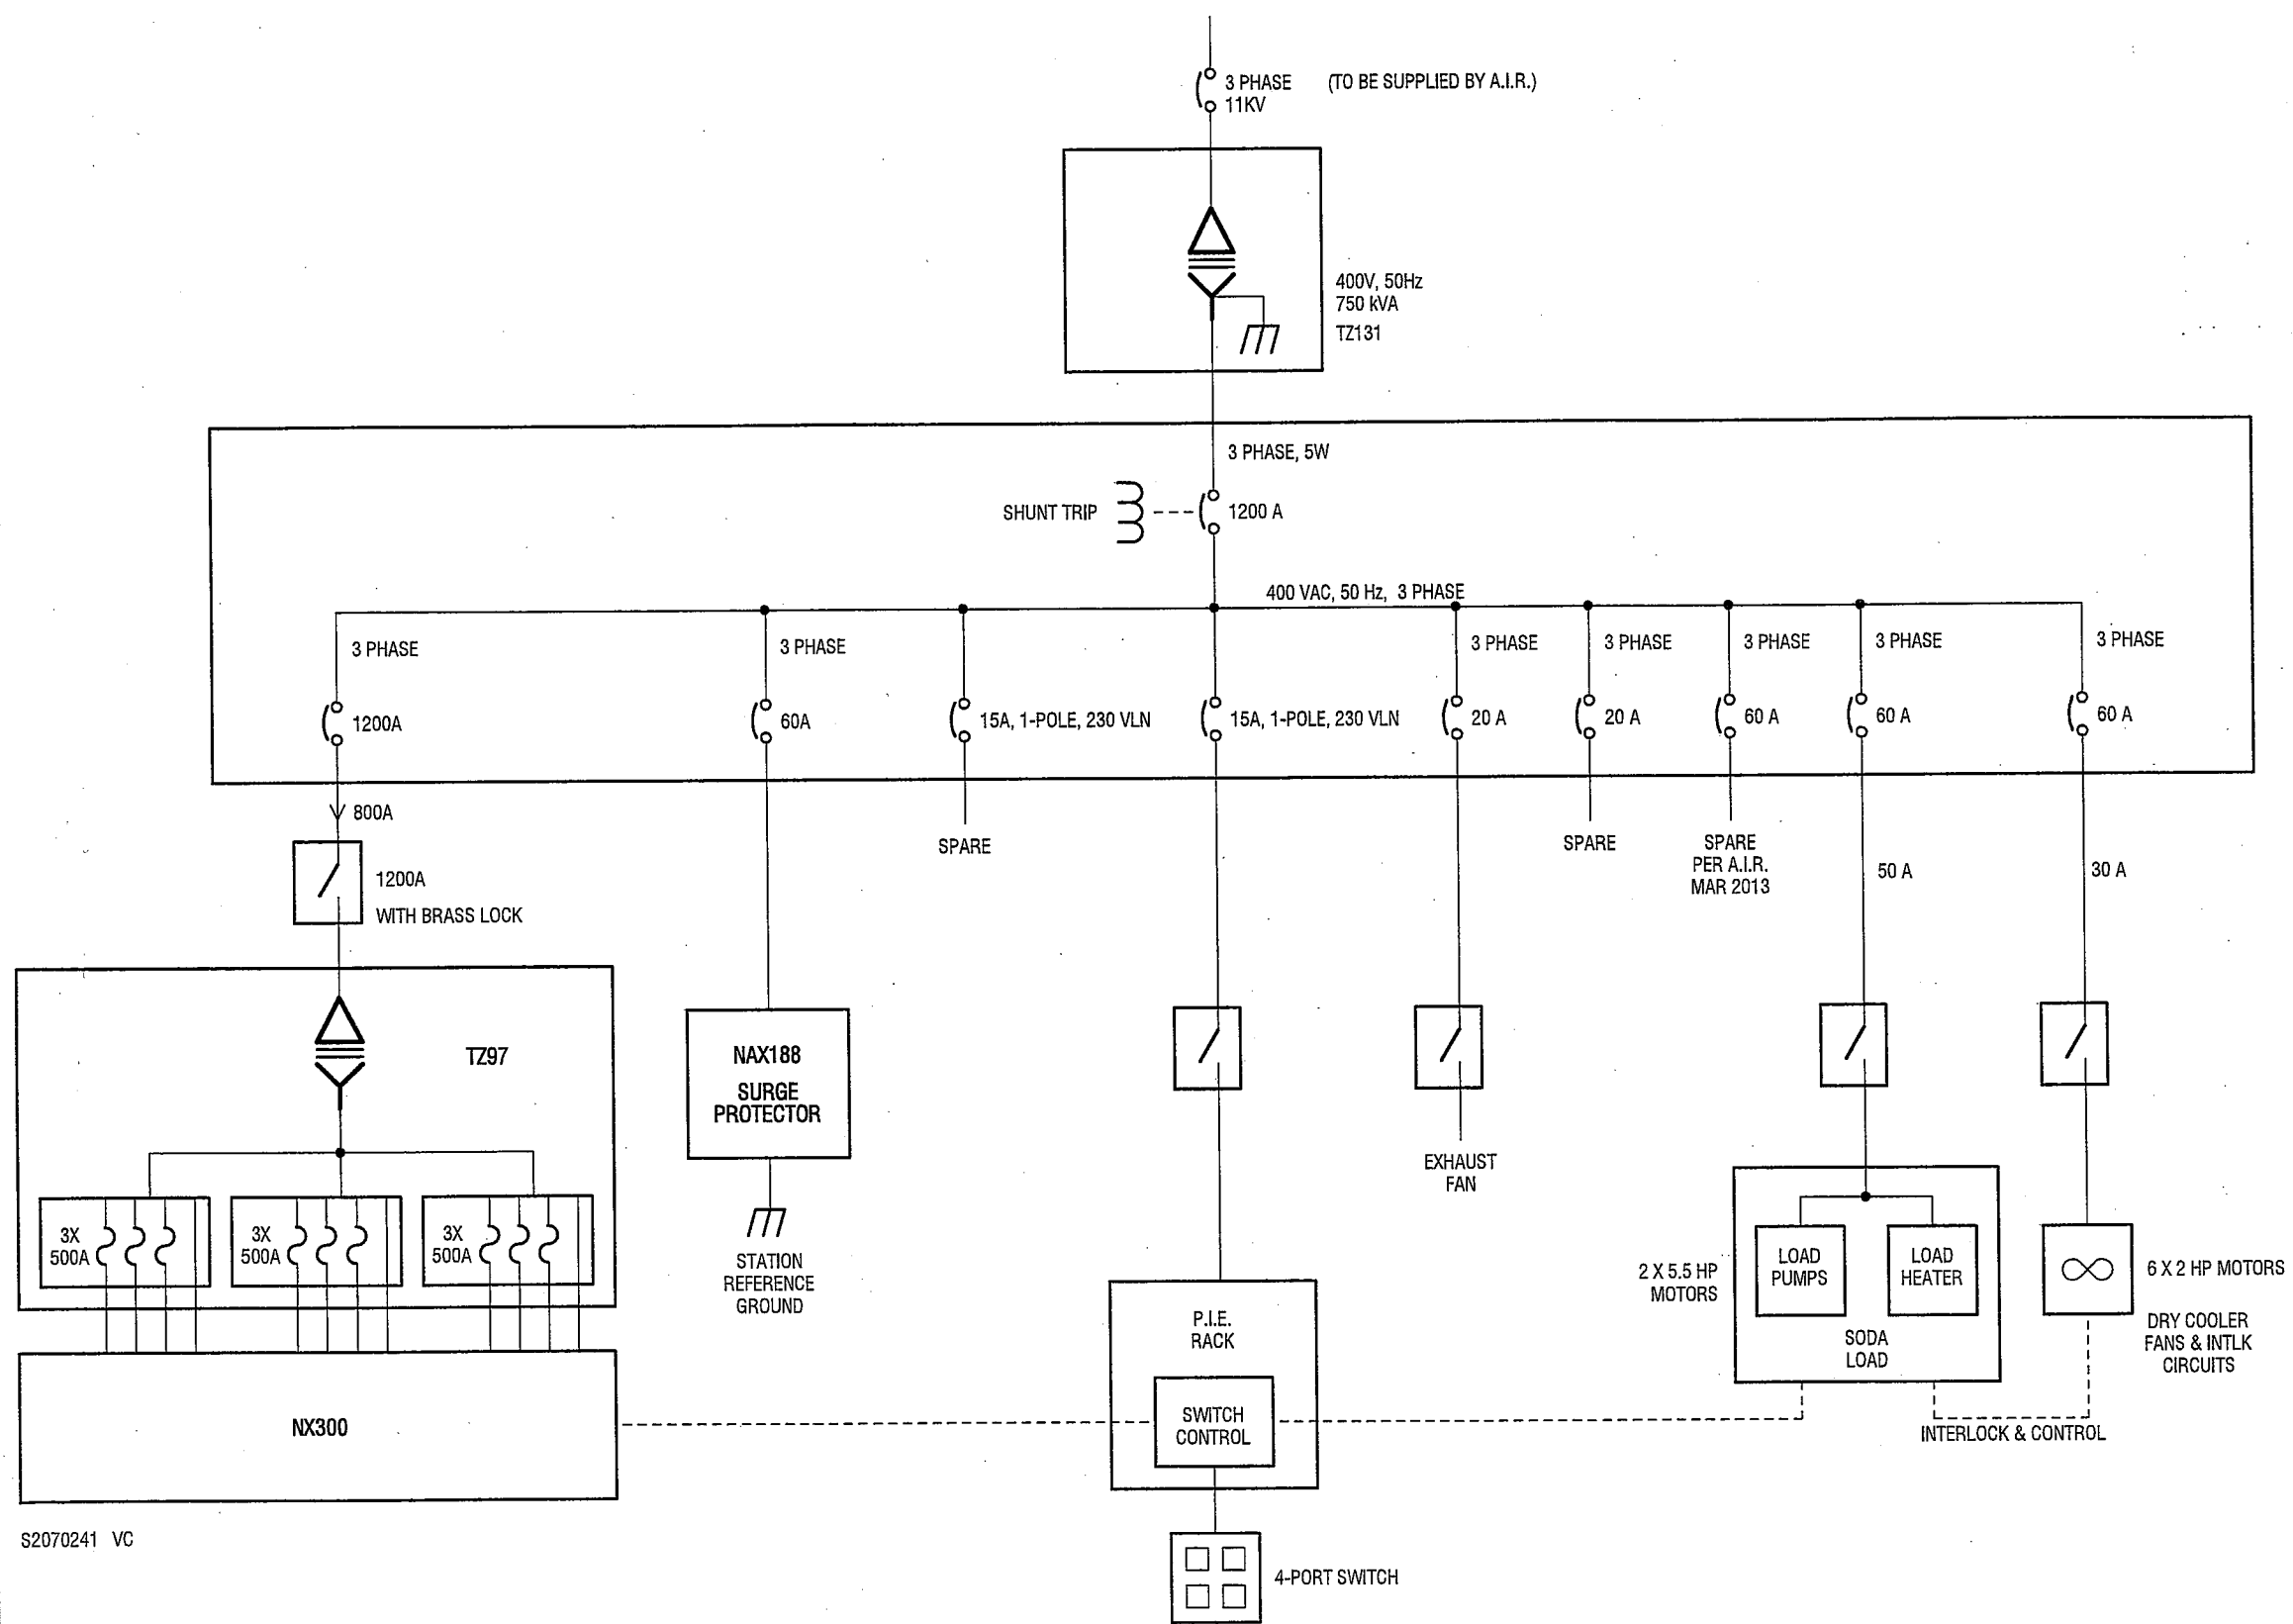 3 PHASE (TO BE SUPPLIED BY A.I.R.)
11KV
400V, 50Hz
750 kVA
TZ131
3 PHASE, 5W
SHUNT TRIP
1200 A
400 VAC, 50 Hz, 3 PHASE
3 PHASE
3 PHASE
3 PHASE
3 PHASE
3 PHASE
3 PHASE
3 PHASE
1200A
60A
15A, 1-POLE, 230 VLN
15A, 1-POLE, 230 VLN
20 A
20 A
60 A
60 A
60 A
800A
SPARE
SPARE
SPARE
PER A.I.R.
MAR 2013
1200A
WITH BRASS LOCK
50 A
30 A
TZ97
NAX188
SURGE
PROTECTOR
EXHAUST
FAN
3X
500A
3X
500A
3X
500A
STATION
REFERENCE
GROUND
2 X 5.5 HP
MOTORS
LOAD
PUMPS
LOAD
HEATER
SODA
LOAD
6 X 2 HP MOTORS
DRY COOLER
FANS & INTLK
CIRCUITS
P.I.E.
RACK
SWITCH
CONTROL
NX300
INTERLOCK & CONTROL
S2070241 VC
4-PORT SWITCH